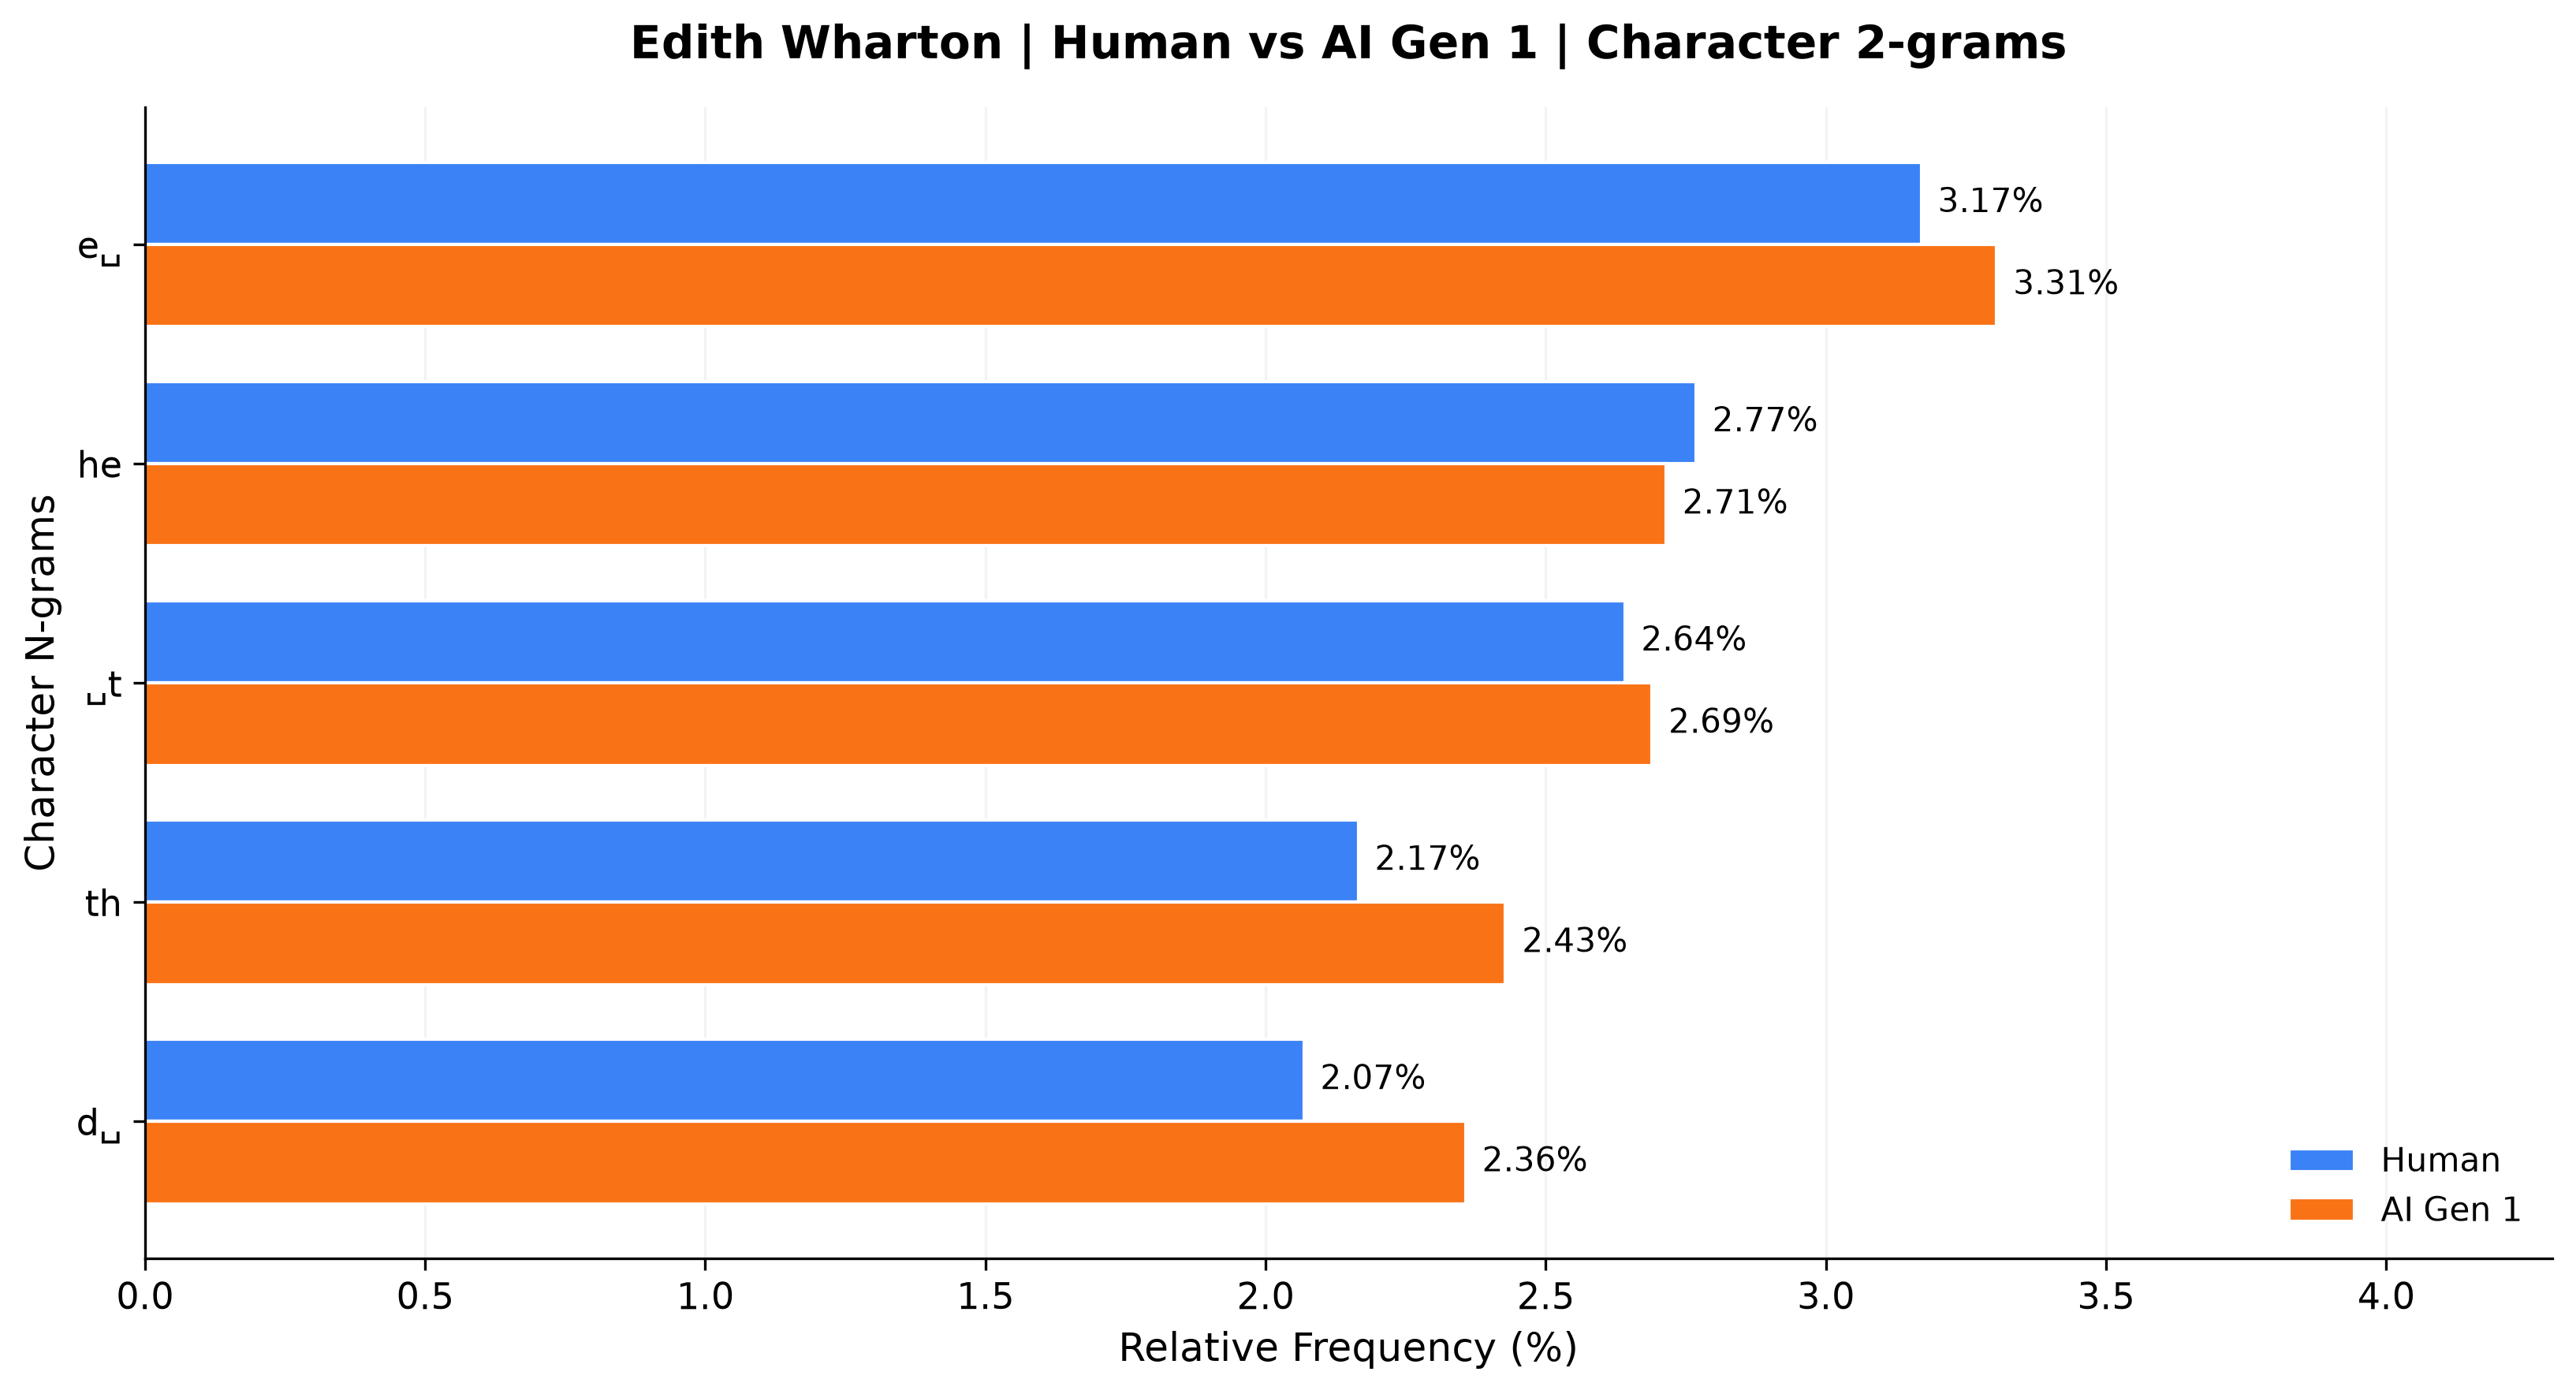 Edith Wharton | Human vs AI Gen 1 | Character 2-grams
Character N-grams
e␣
3.17%
3.31%
he
2.77%
2.71%
␣t
2.64%
2.69%
th
2.17%
2.43%
d␣
2.07%
2.36%
Human
AI Gen 1
0.0 0.5 1.0 1.5 2.0 2.5 3.0 3.5 4.0
Relative Frequency (%)